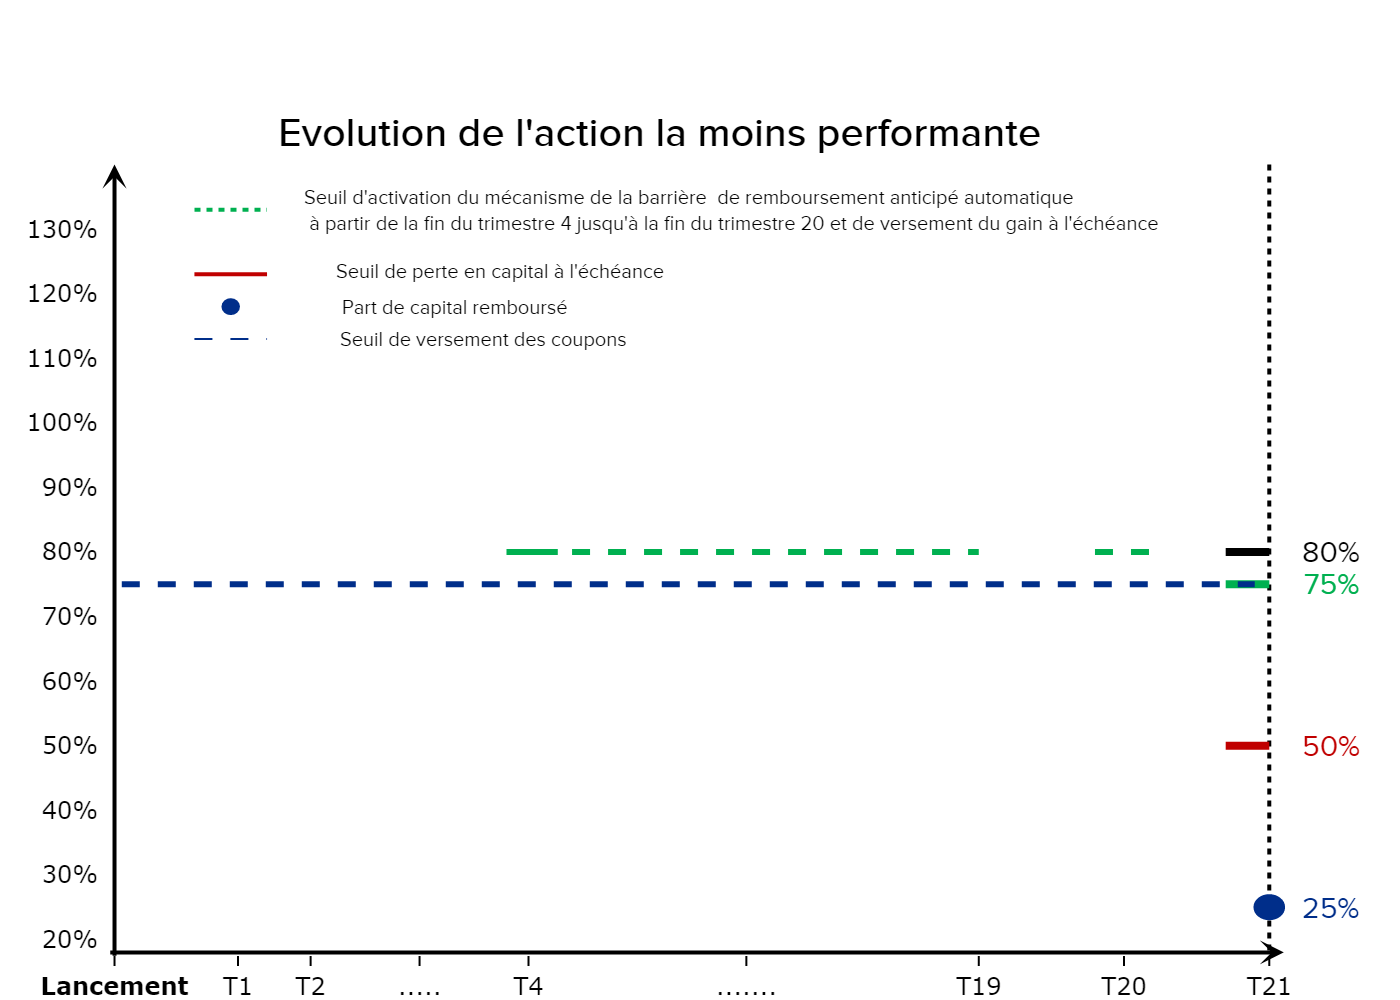 Evolution de l'action la moins performante
Seuil d'activation du mécanisme de la barrière  de remboursement anticipé automatique
à partir de la fin du trimestre 4 jusqu'à la fin du trimestre 20 et de versement du gain à l'échéance
130%
Seuil de perte en capital à l'échéance
120%
Part de capital remboursé
Seuil de versement des coupons
110%
100%
90%
80%
80%
75%
70%
60%
50%
50%
40%
30%
25%
20%
Lancement T1 T2 ..... T4 ....... T19 T20 T21